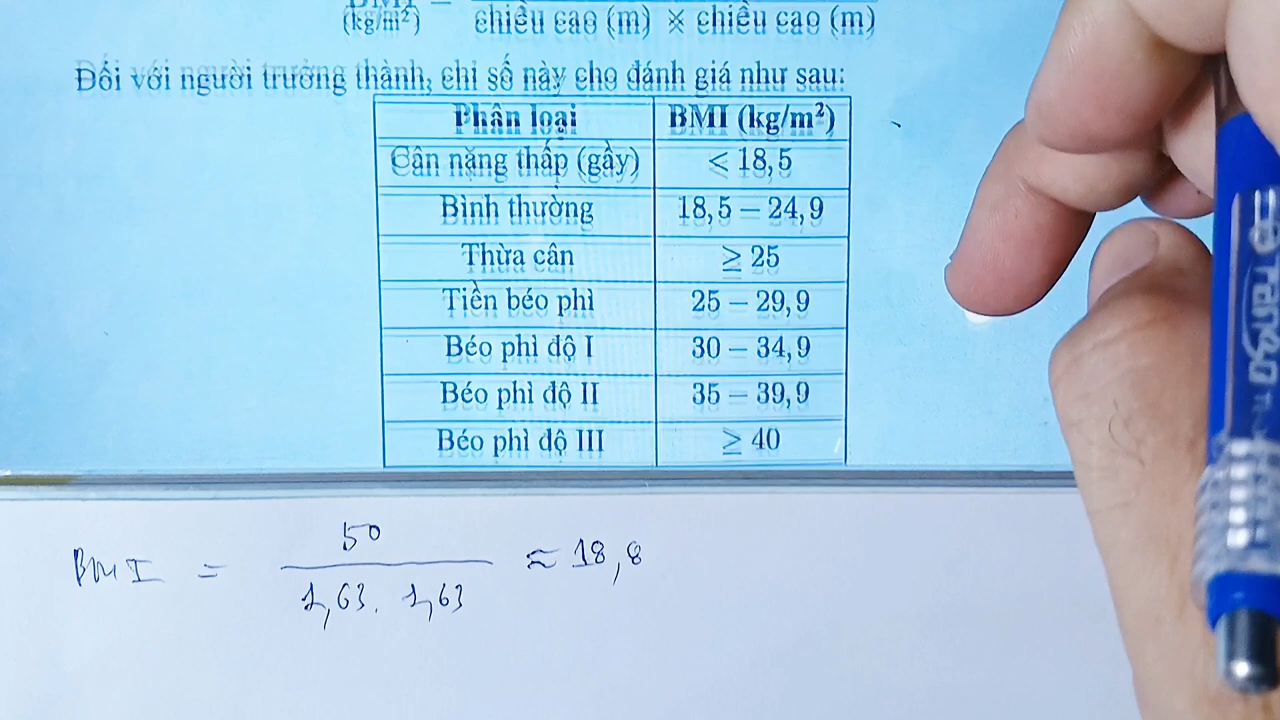 BMI
(kg/m²) = chiều cao (m) × chiều cao (m)
Đối với người trưởng thành, chỉ số này cho đánh giá như sau:
Phân loại BMI (kg/m²)
Cân nặng thấp (gầy) < 18,5
Bình thường 18,5 – 24,9
Thừa cân ≥ 25
Tiền béo phì 25 – 29,9
Béo phì độ I 30 – 34,9
Béo phì độ II 35 – 39,9
Béo phì độ III ≥ 40
50
BMI = ≈ 18,8
1,63. 1,63